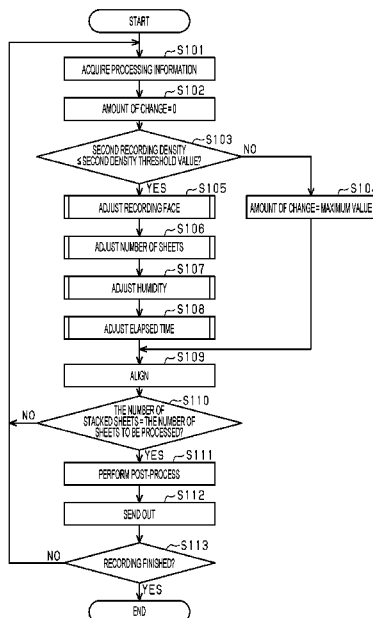 START
S101
ACQUIRE PROCESSING INFORMATION
S102
AMOUNT OF CHANGE = 0
S103
SECOND RECORDING DENSITY
≤ SECOND DENSITY THRESHOLD VALUE?
NO
YES
S105
S104
ADJUST RECORDING FACE
AMOUNT OF CHANGE = MAXIMUM VALUE
S106
ADJUST NUMBER OF SHEETS
S107
ADJUST HUMIDITY
S108
ADJUST ELAPSED TIME
S109
ALIGN
S110
NO
THE NUMBER OF
STACKED SHEETS = THE NUMBER OF
SHEETS TO BE PROCESSED?
YES
S111
PERFORM POST-PROCESS
S112
SEND OUT
S113
NO
RECORDING FINISHED?
YES
END